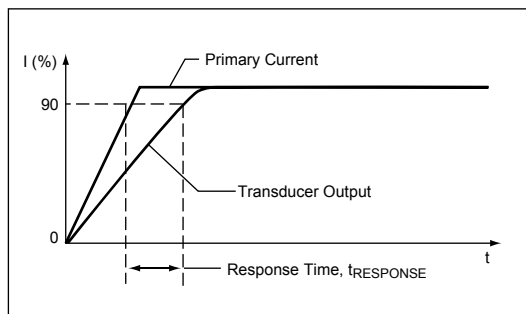 Primary Current
I (%)
90
Transducer Output
0
t
Response Time, tRESPONSE